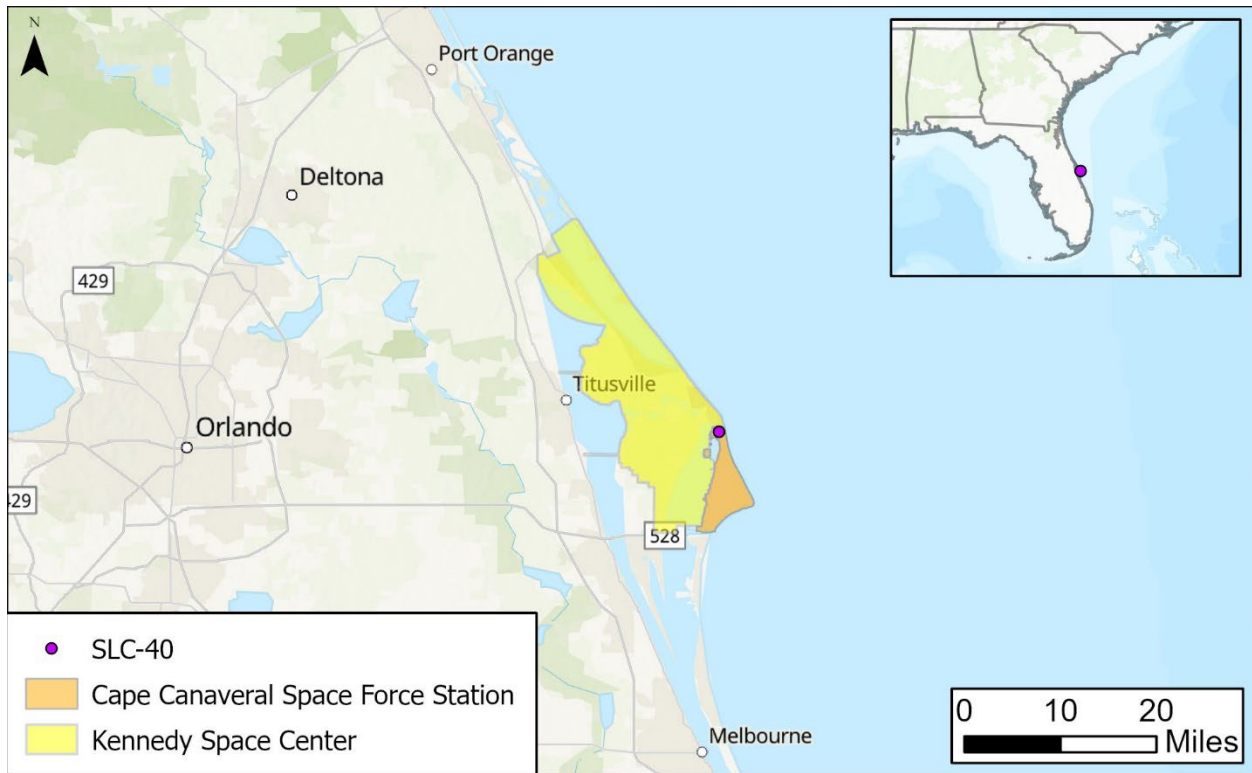 N
Port Orange
Deltona
429
Titusville
Orlando
429
528
SLC-40
Cape Canaveral Space Force Station
Kennedy Space Center
Melbourne
0 10 20
Miles